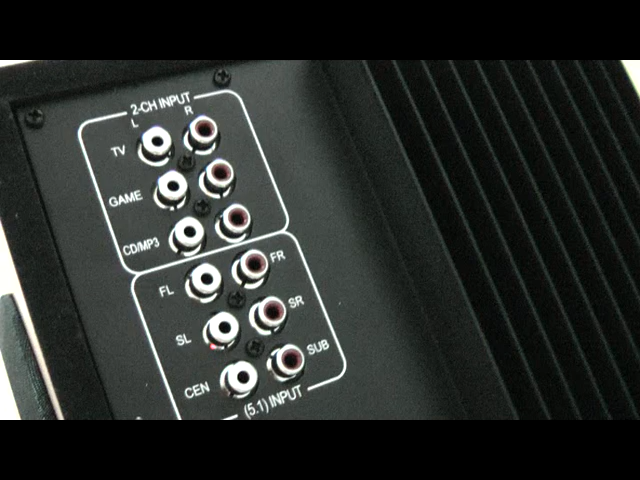 2-CH INPUT
L R
TV
GAME
CD/MP3
FL FR
SL SR
CEN SUB
(5.1) INPUT